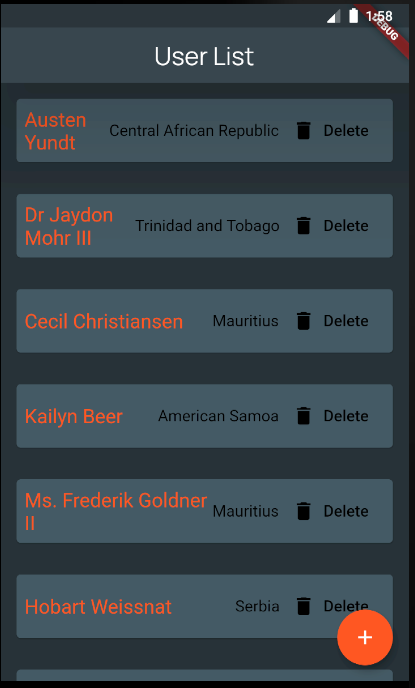 1:58
DEBUG
User List
Austen
Yundt
Central African Republic
Delete
Dr Jaydon
Mohr III
Trinidad and Tobago
Delete
Cecil Christiansen
Mauritius
Delete
Kailyn Beer
American Samoa
Delete
Ms. Frederik Goldner
II
Mauritius
Delete
Hobart Weissnat
Serbia
Delete
+